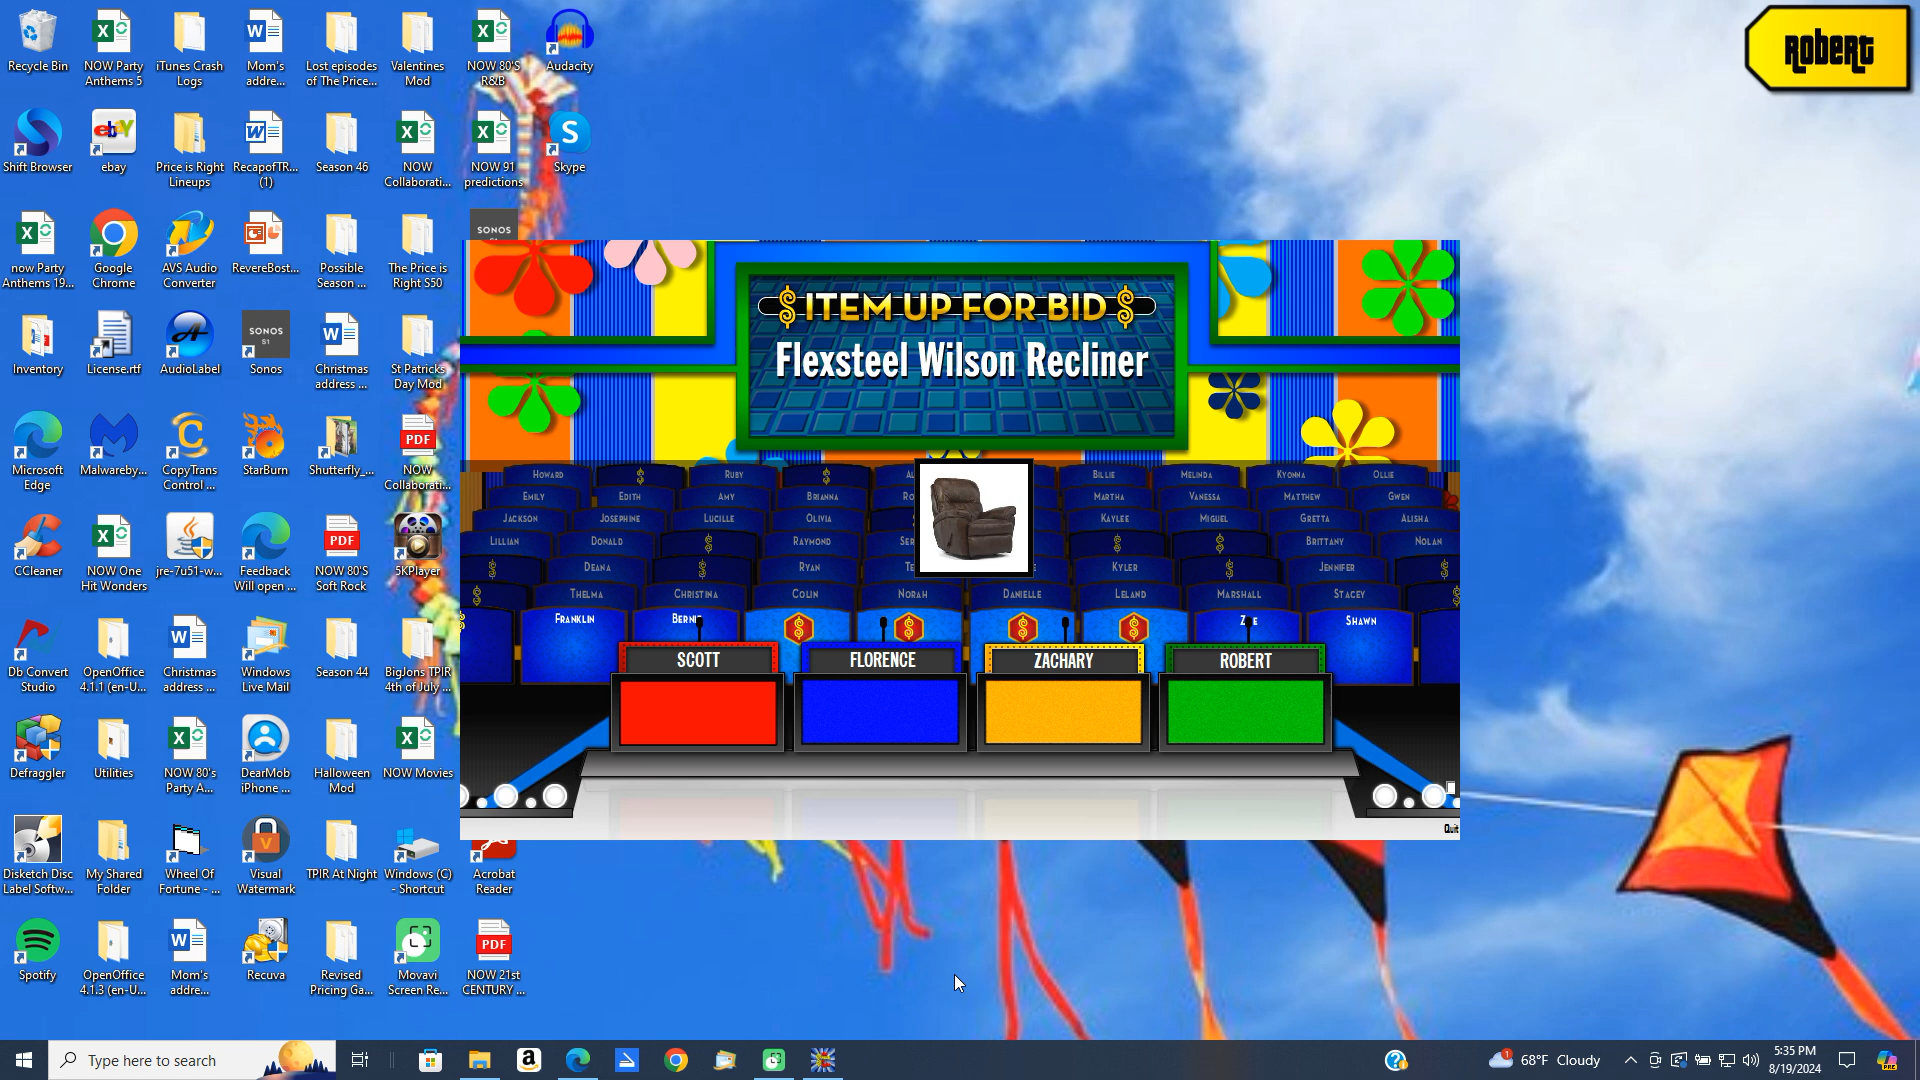 Recycle Bin
NOW Party
Anthems 5
iTunes Crash
Logs
Mom's
addre...
Lost episodes
of The Price...
Valentines
Mod
NOW 80'S
R&B
Audacity
Robert
Shift Browser
ebay
ebay
Price is Right
Lineups
RecapofTR...
(1)
Season 46
NOW
Collaborati...
NOW 91
predictions
Skype
now Party
Anthems 19...
Google
Chrome
AVS Audio
Converter
RevereBost...
Possible
Season ...
The Price is
Right S50
SONOS
S1
Inventory
License.rtf
AudioLabel
SONOS
S1
Sonos
Christmas
address ...
St Patricks
Day Mod
Microsoft
Edge
Malwareby...
CopyTrans
Control ...
StarBurn
Shutterfly_...
PDF
NOW
Collaborati...
CCleaner
NOW One
Hit Wonders
Java
jre-7u51-w...
Feedback
Will open ...
PDF
NOW 80'S
Soft Rock
5KPlayer
Db Convert
Studio
OpenOffice
4.1.1 (en-U...
Christmas
address ...
Windows
Live Mail
Season 44
BigJons TPIR
4th of July ...
Defraggler
Utilities
NOW 80's
Party A...
DearMob
iPhone ...
Halloween
Mod
NOW Movies
Disketch Disc
Label Softw...
My Shared
Folder
Wheel Of
Fortune - ...
Visual
Watermark
TPIR At Night
Windows (C)
- Shortcut
Acrobat
Reader
Spotify
OpenOffice
4.1.3 (en-U...
Mom's
addre...
Recuva
Revised
Pricing Ga...
Movavi
Screen Re...
PDF
NOW 21st
CENTURY ...
$ ITEM UP FOR BID $
Flexsteel Wilson Recliner
HOWARD RUBY BILLIE MELINDA KYONNA OLLIE
EMILY EDITH AMY BRIANNA MARTHA VANESSA MATTHEW GWEN
JACKSON JOSEPHINE LUCILLE OLIVIA KAYLEE MIGUEL GRETTA ALISHA
LILLIAN DONALD RAYMOND BRITTANY NOLAN
DEANA RYAN KYLER JENNIFER
THELMA CHRISTINA COLIN NORAH DANIELLE LELAND MARSHALL STACEY
FRANKLIN BERNIE SHAWN
SCOTT FLORENCE ZACHARY ROBERT
Quit
Type here to search
68°F Cloudy
5:35 PM
8/19/2024